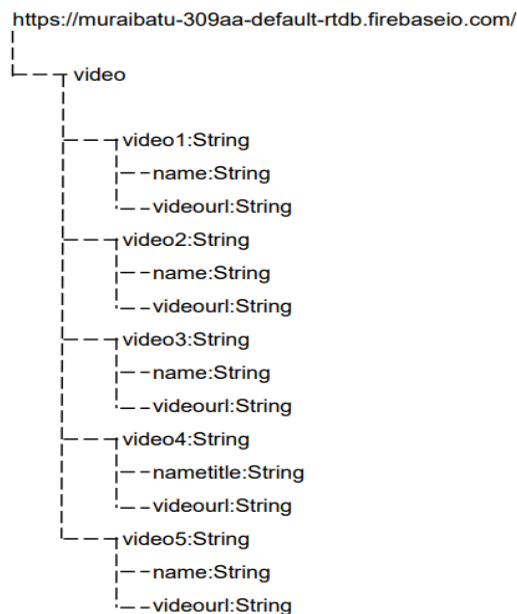 https://muraibatu-309aa-default-rtdb.firebaseio.com/
video
video1:String
name:String
videourl:String
video2:String
name:String
videourl:String
video3:String
name:String
videourl:String
video4:String
nametitle:String
videourl:String
video5:String
name:String
videourl:String